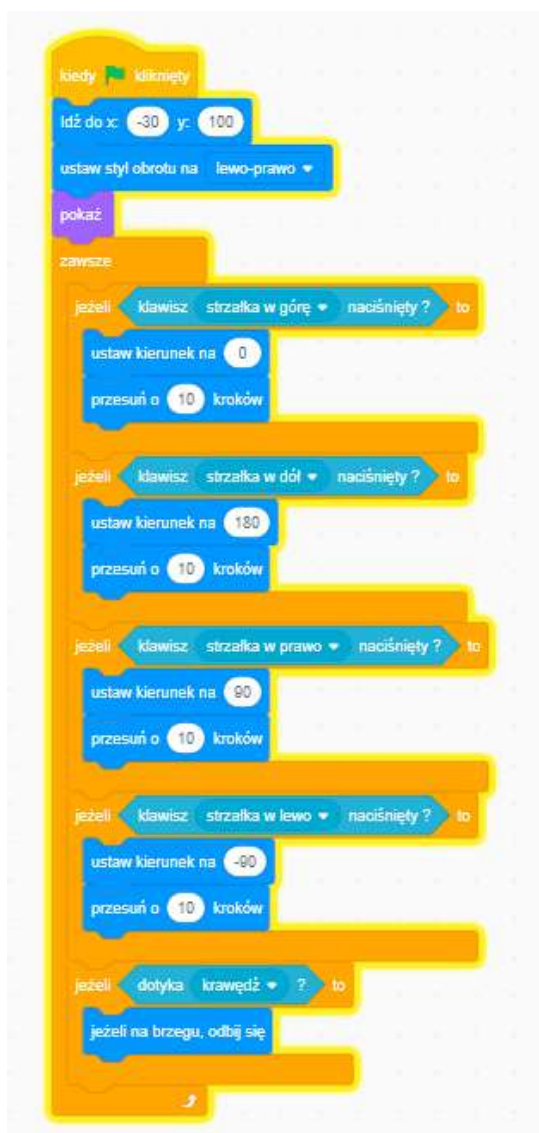 kiedy kliknięty
Idź do x: -30 y: 100
ustaw styl obrotu na lewo-prawo
pokaż
zawsze
jeżeli klawisz strzałka w górę naciśnięty ? to
ustaw kierunek na 0
przesuń o 10 kroków
jeżeli klawisz strzałka w dół naciśnięty ? to
ustaw kierunek na 180
przesuń o 10 kroków
jeżeli klawisz strzałka w prawo naciśnięty ? to
ustaw kierunek na 90
przesuń o 10 kroków
jeżeli klawisz strzałka w lewo naciśnięty ? to
ustaw kierunek na -90
przesuń o 10 kroków
jeżeli dotyka krawędź ? to
jeżeli na brzegu, odbij się